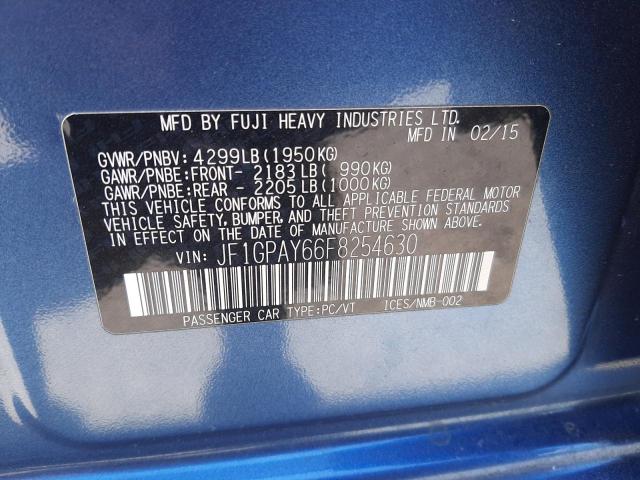 MFD BY FUJI HEAVY INDUSTRIES LTD.
MFD IN 02/15
GVWR/PNBV: 4299LB(1950KG)
GAWR/PNBE:FRONT- 2183LB( 990KG)
GAWR/PNBE:REAR - 2205LB(1000KG)
THIS VEHICLE CONFORMS TO ALL APPLICABLE FEDERAL MOTOR
VEHICLE SAFETY, BUMPER, AND THEFT PREVENTION STANDARDS
IN EFFECT ON THE DATE OF MANUFACTURE SHOWN ABOVE.
VIN: JF1GPAY66F8254630
PASSENGER CAR TYPE:PC/VT ICES/NMB-002